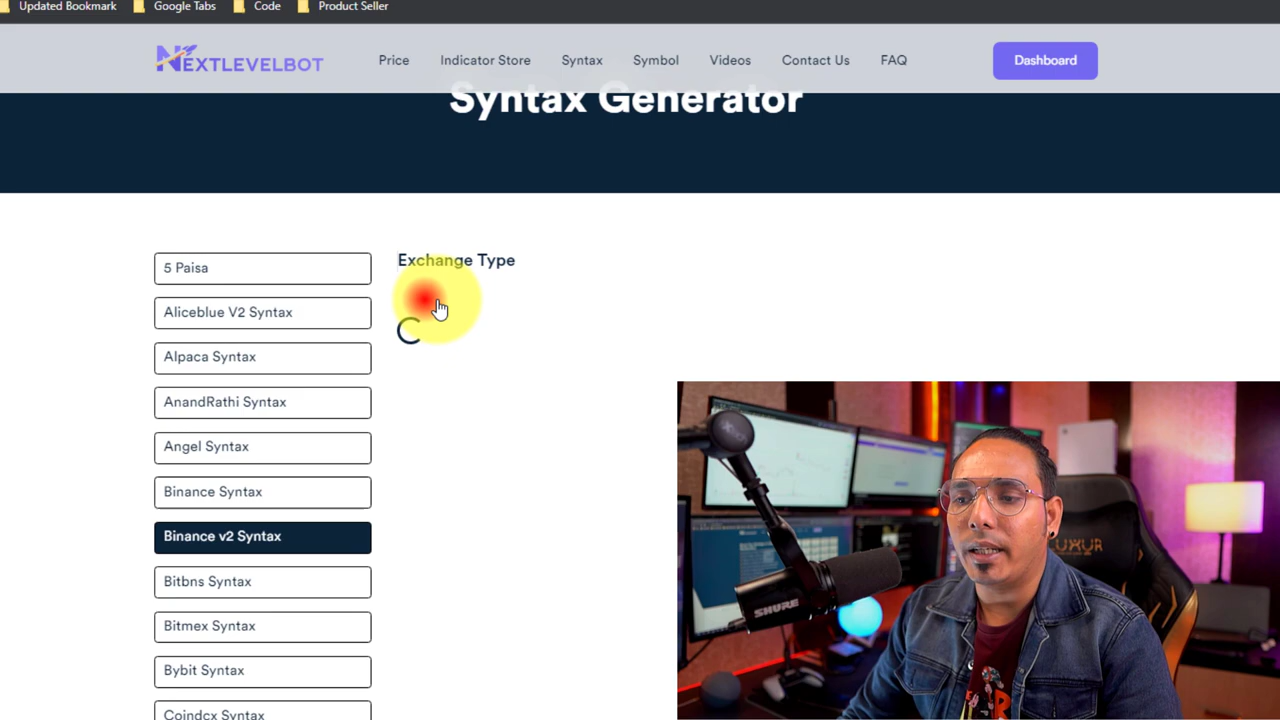 Updated Bookmark Google Tabs Code Product Seller
NEXTLEVELBOT Price Indicator Store Syntax Symbol Videos Contact Us FAQ Dashboard
Syntax Generator
5 Paisa
Exchange Type
Aliceblue V2 Syntax
Alpaca Syntax
AnandRathi Syntax
Angel Syntax
Binance Syntax
Binance v2 Syntax
Bitbns Syntax
Bitmex Syntax
Bybit Syntax
Coindcx Syntax
SHURE